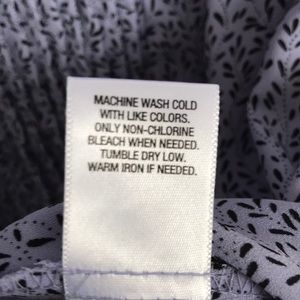 MACHINE WASH COLD
WITH LIKE COLORS.
ONLY NON-CHLORINE
BLEACH WHEN NEEDED.
TUMBLE DRY LOW.
WARM IRON IF NEEDED.